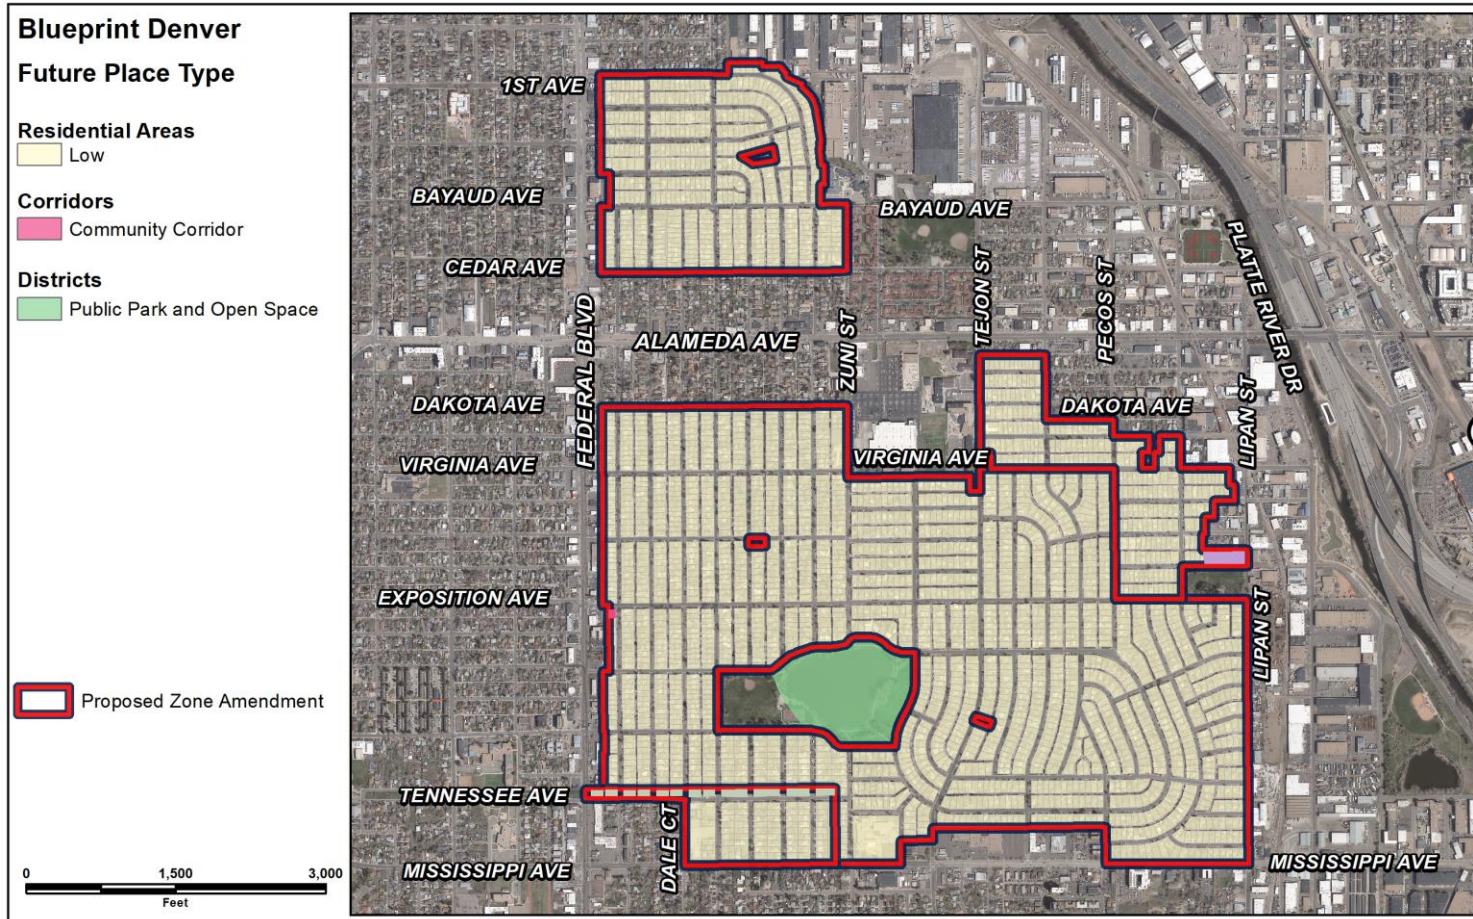 Blueprint Denver
Future Place Type
Residential Areas
Low
Corridors
Community Corridor
Districts
Public Park and Open Space
Proposed Zone Amendment
0 1,500 3,000
Feet
1ST AVE
BAYAUD AVE
BAYAUD AVE
CEDAR AVE
FEDERAL BLVD
ALAMEDA AVE
ZUNI ST
TEJON ST
PECOS ST
PLATTE RIVER DR
DAKOTA AVE
DAKOTA AVE
LIPAN ST
VIRGINIA AVE
VIRGINIA AVE
EXPOSITION AVE
LIPAN ST
TENNESSEE AVE
DALE CT
MISSISSIPPI AVE
MISSISSIPPI AVE